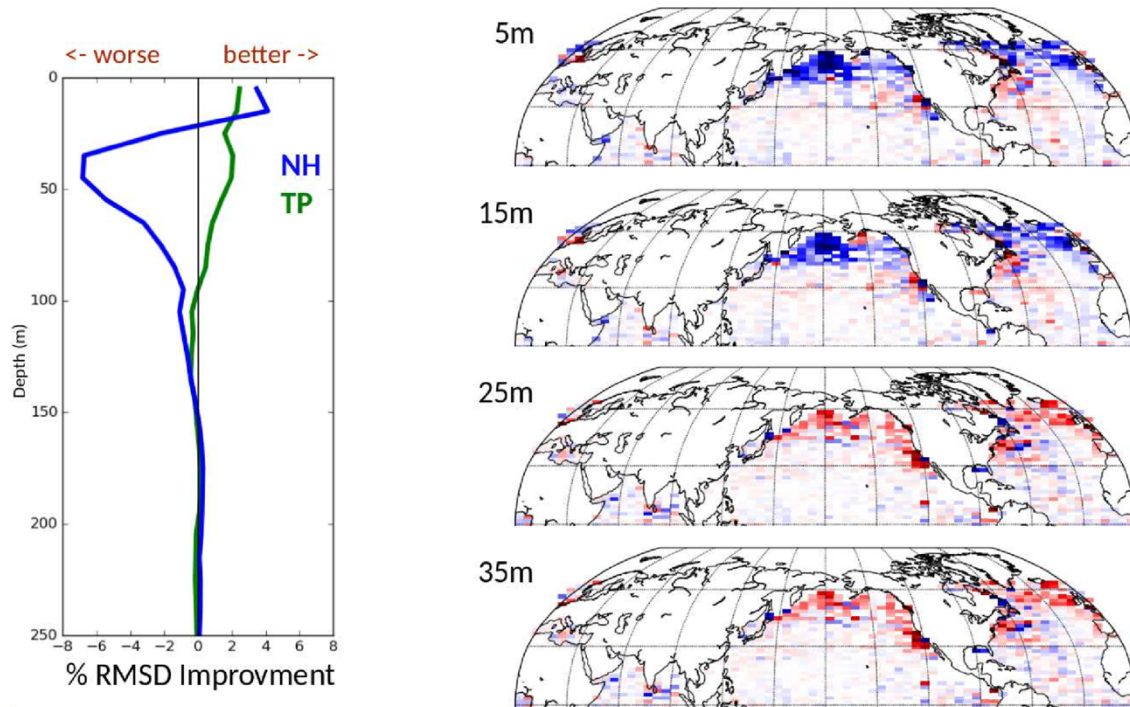 <- worse better ->
0
50
100
150
200
250
Depth (m)
NH
TP
-8 -6 -4 -2 0 2 4 6 8
% RMSD Improvment
5m
15m
25m
35m